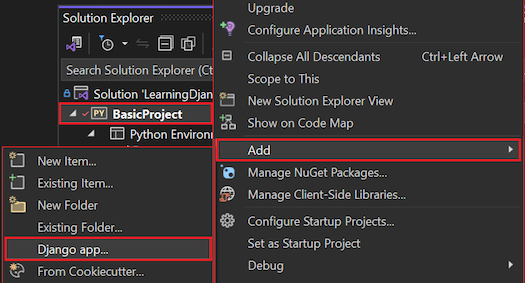 Solution Explorer
Search Solution Explorer (Ct
Solution 'LearningDjan
PY BasicProject
Python Environ
Upgrade
Configure Application Insights...
Collapse All Descendants Ctrl+Left Arrow
Scope to This
New Solution Explorer View
Show on Code Map
Add
Manage NuGet Packages...
Manage Client-Side Libraries...
Configure Startup Projects...
Set as Startup Project
Debug
New Item...
Existing Item...
New Folder
Existing Folder...
Django app...
From Cookiecutter...